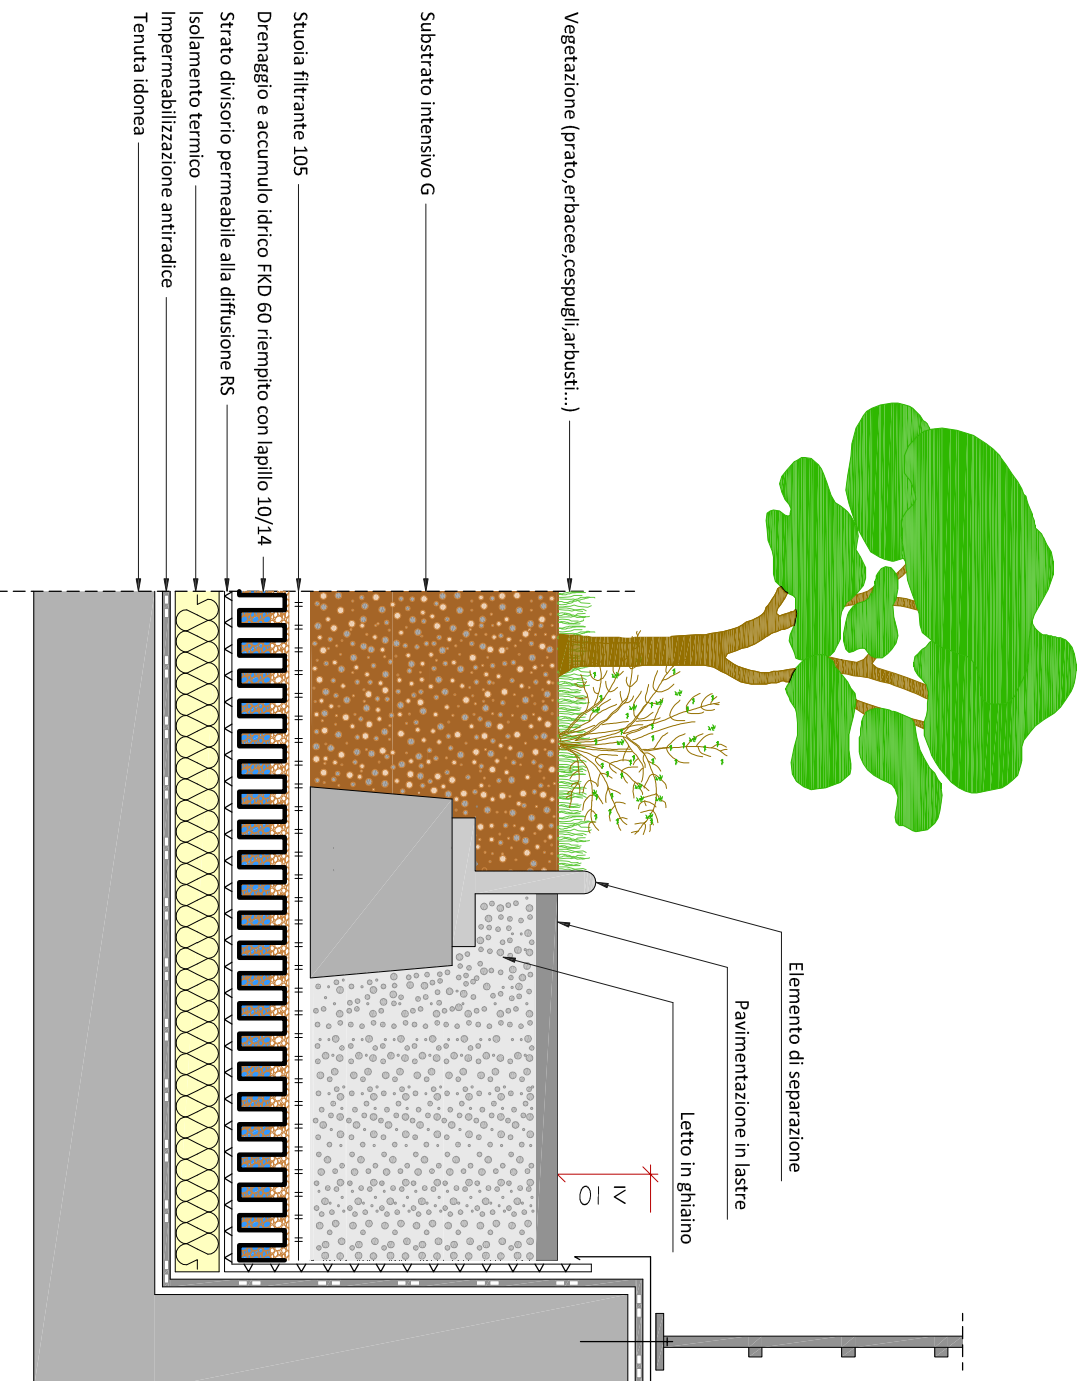 Vegetazione (prato,erbacee,cespugli,arbusti...)
Substrato intensivo G
Stuoia filtrante 105
Drenaggio e accumulo idrico FKD 60 riempito con lapillo 10/14
Strato divisorio permeabile alla diffusione RS
Isolamento termico
Impermeabilizzazione antiradice
Tenuta idonea
Elemento di separazione
Pavimentazione in lastre
Letto in ghiaino
≥
10